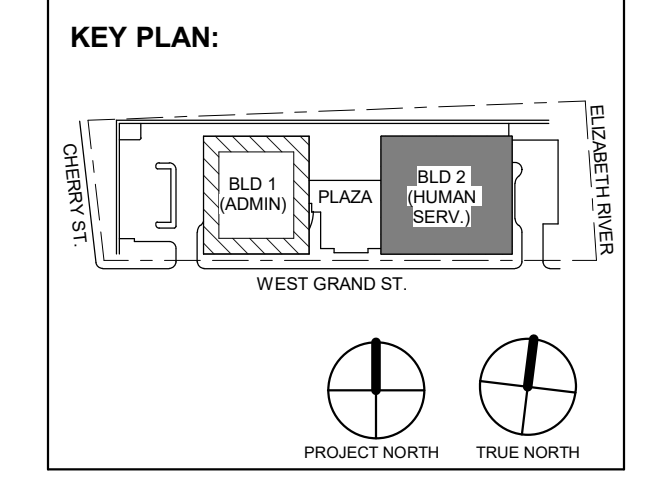 KEY PLAN:
CHERRY ST.
BLD 1
(ADMIN)
PLAZA
BLD 2
(HUMAN
SERV.)
ELIZABETH RIVER
WEST GRAND ST.
PROJECT NORTH
TRUE NORTH